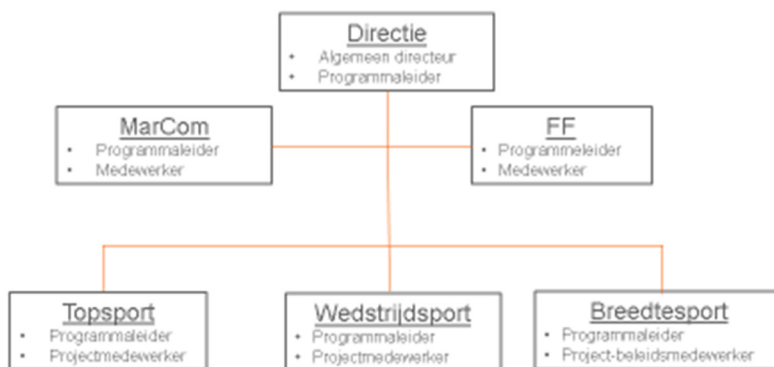 Directie
• Algemeen directeur
• Programmaleider
MarCom
• Programmaleider
• Medewerker
FF
• Programmeleider
• Medewerker
Topsport
• Programmaleider
• Projectmedewerker
Wedstrijdsport
• Programmaleider
• Projectmedewerker
Breedtesport
• Programmaleider
• Project-beleidsmedewerker